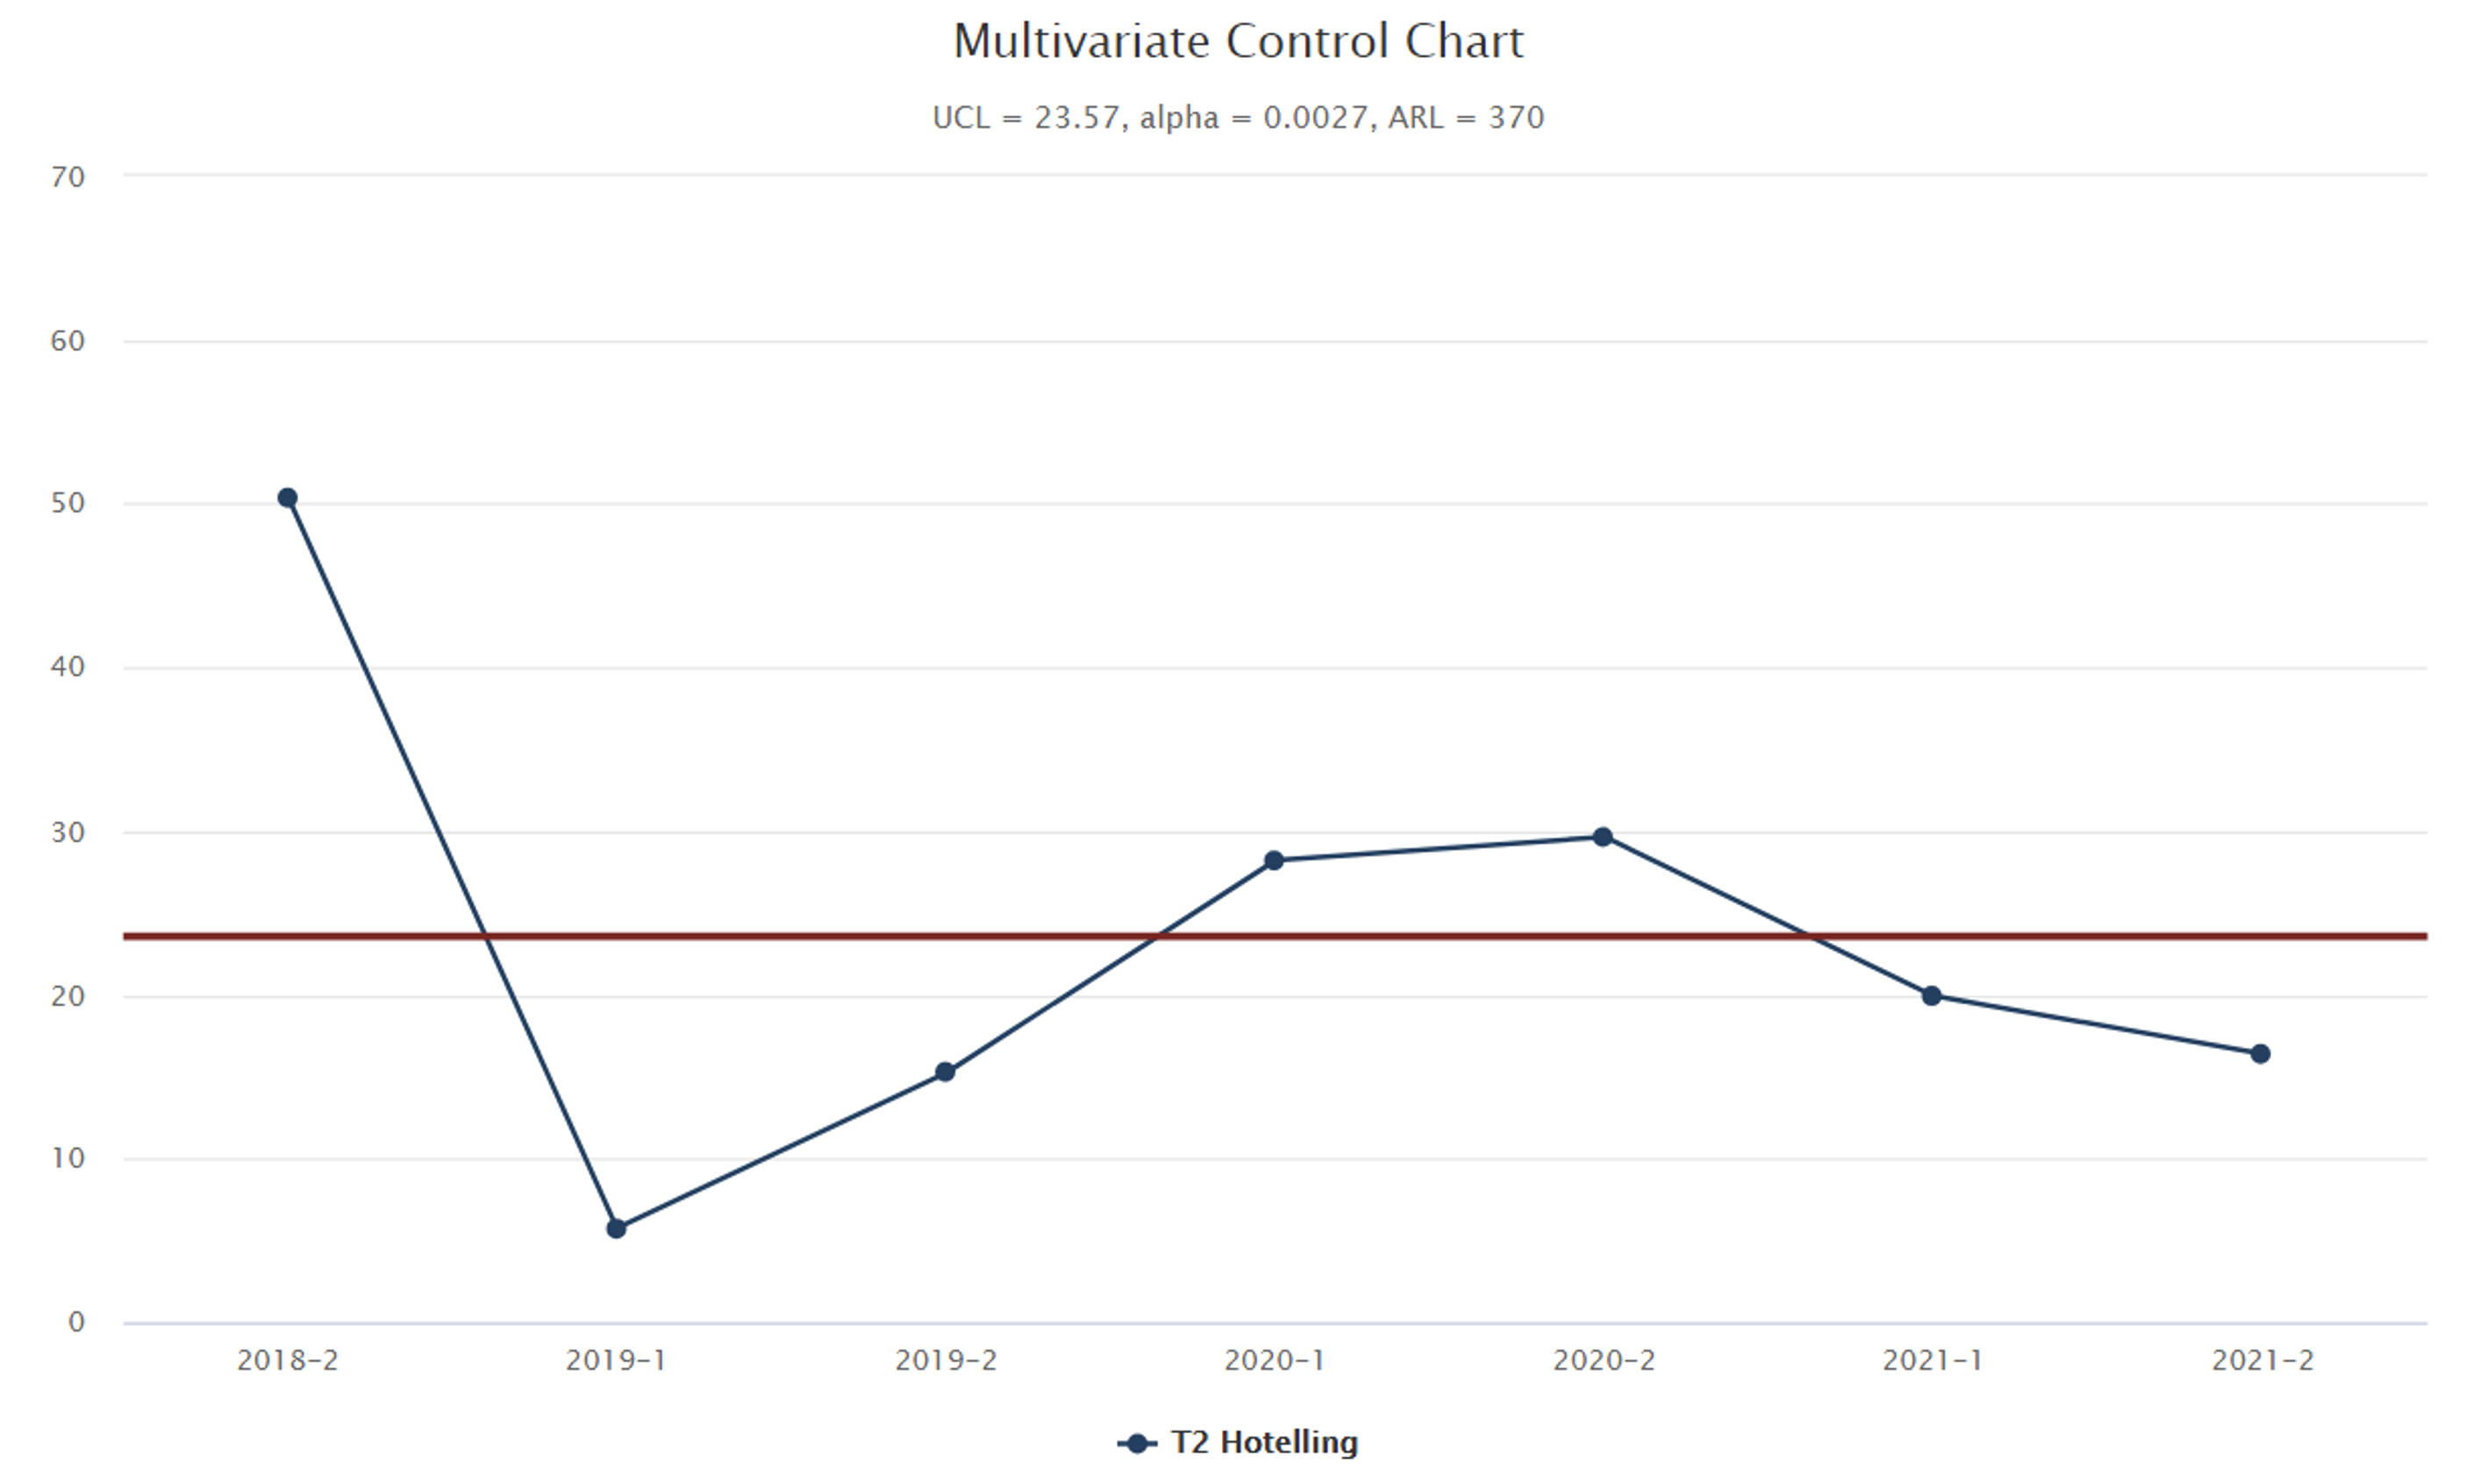 Multivariate Control Chart
UCL = 23.57, alpha = 0.0027, ARL = 370
70
60
50
40
30
20
10
0
2018-2 2019-1 2019-2 2020-1 2020-2 2021-1 2021-2
T2 Hotelling